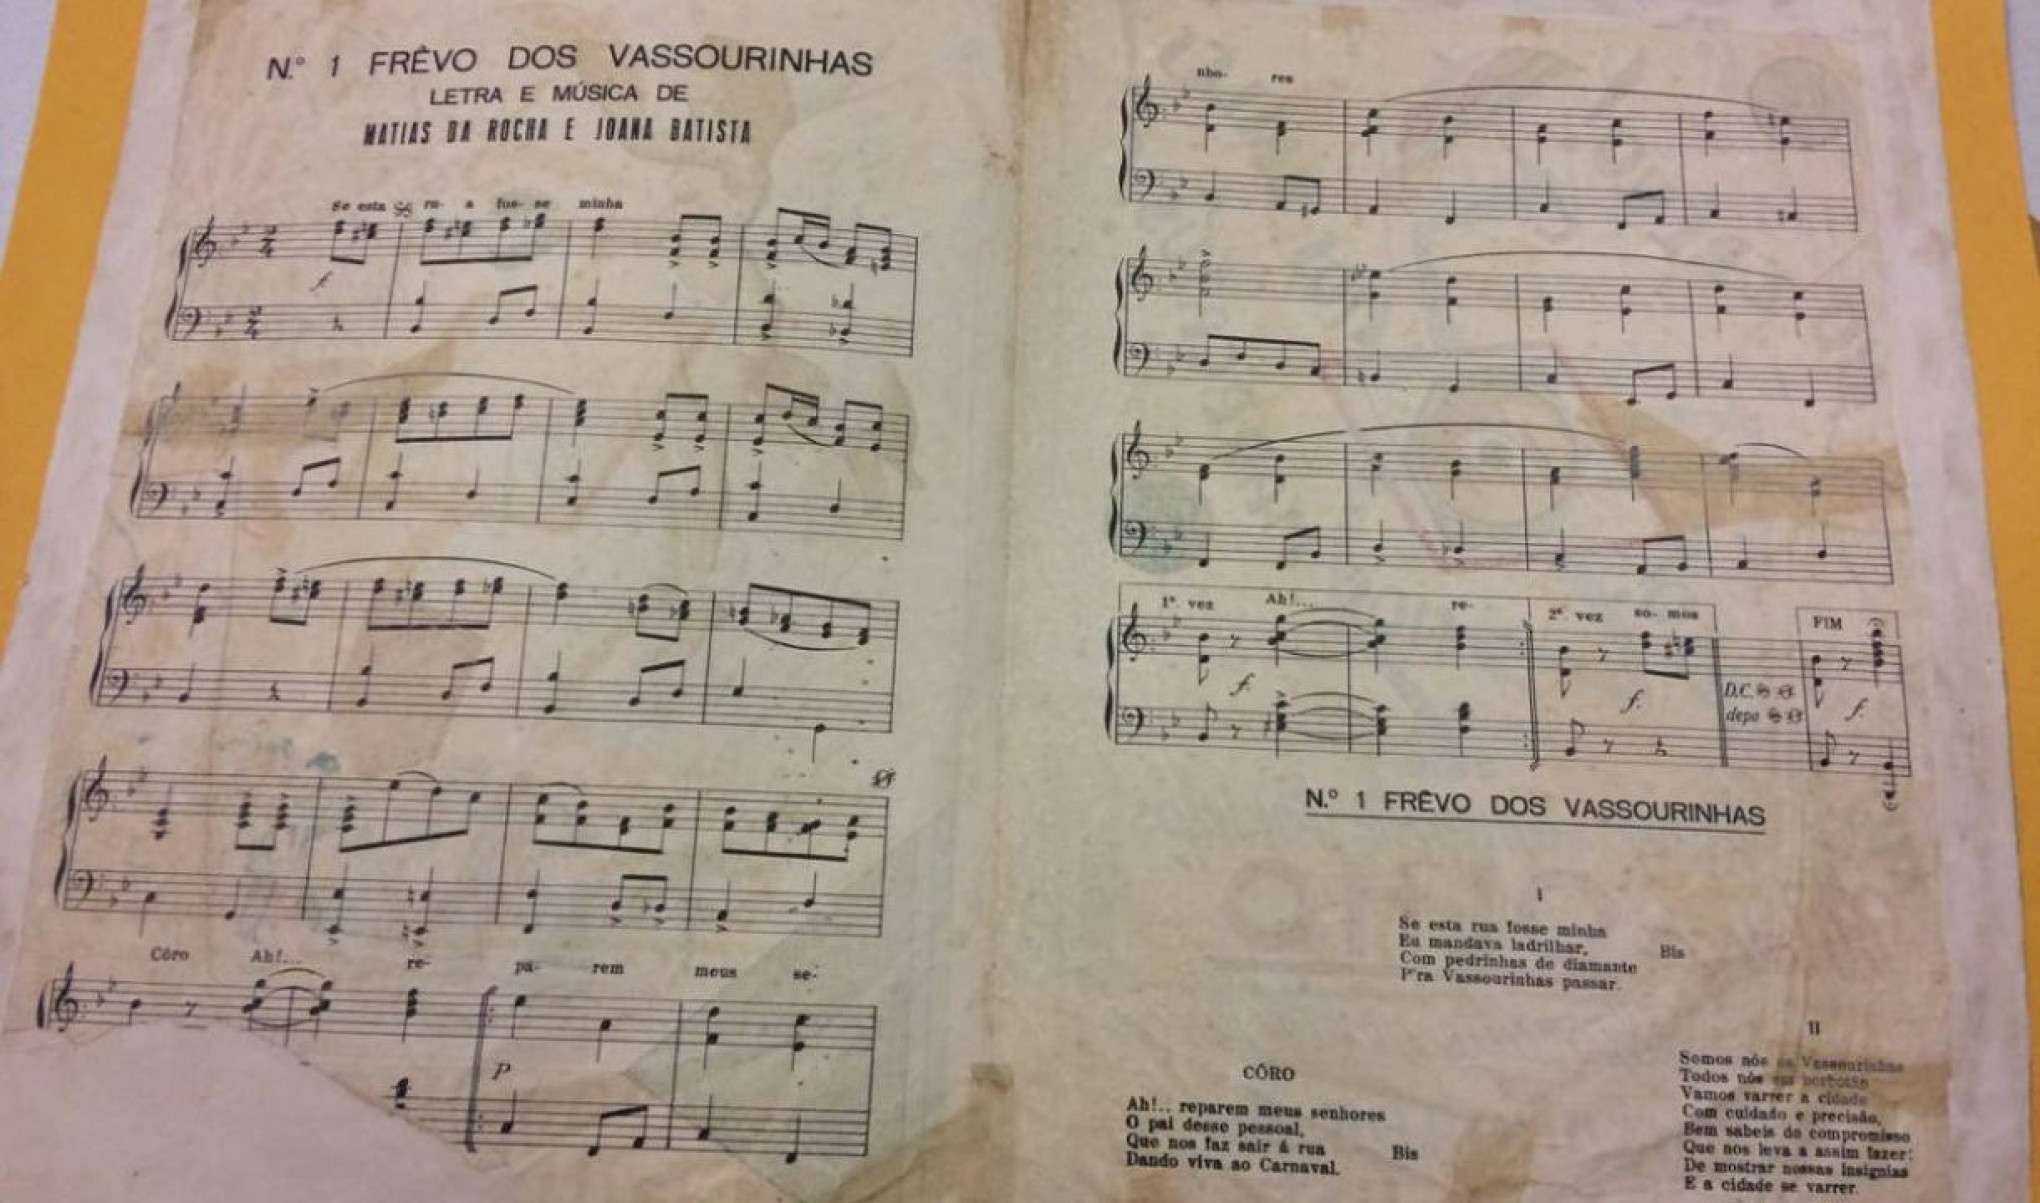 N.º 1 FRÊVO DOS VASSOURINHAS
LETRA E MÚSICA DE
MATIAS DA ROCHA E JOANA BATISTA
Se esta ru- a fos- se minha
f
Côro Ah!... re- pa- rem meus se-
P
nho- res
1ª. vez Ah!... re- 2ª. vez so- mos FIM
f. f. f.
D.C.
depo
N.º 1 FRÊVO DOS VASSOURINHAS
I
Se esta rua fosse minha
Eu mandava ladrilhar,
Com pedrinhas de diamante
P'ra Vassourinhas passar.
Bis
CÔRO
Ah!.. reparem meus senhores
O pai desse pessoal,
Que nos faz sair á rua
Dando viva ao Carnaval.
Bis
II
Somos nós os Vassourinhas
Todos nós em borbotão
Vamos varrer a cidade
Com cuidado e precisão,
Bem sabeis do compromisso
Que nos leva a assim fazer:
De mostrar nossas insignias
E a cidade se varrer.